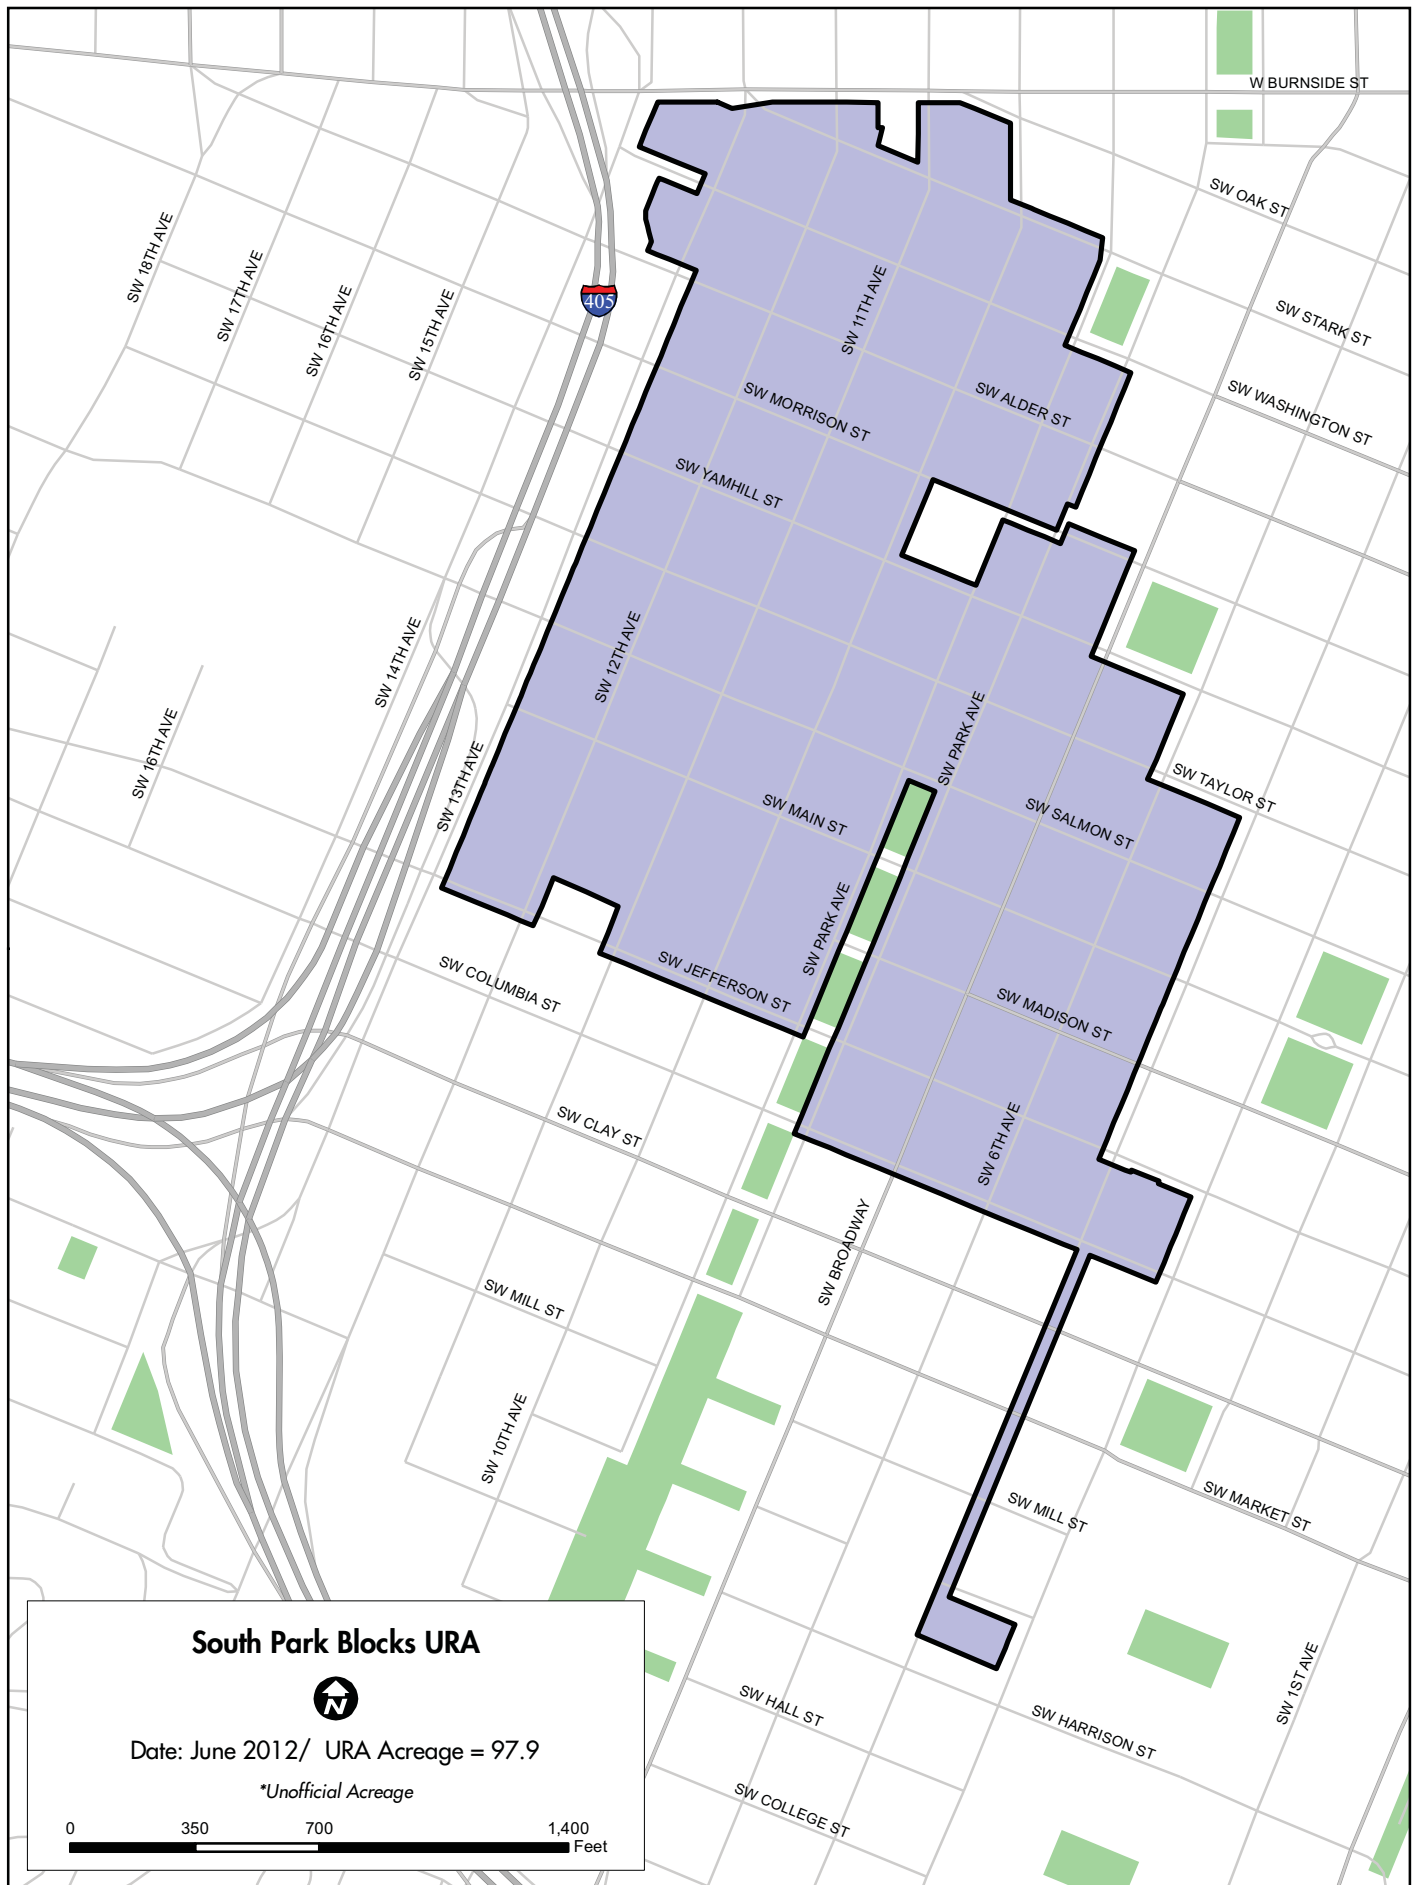 W BURNSIDE ST
SW OAK ST
SW 18TH AVE
SW 17TH AVE
SW 16TH AVE
SW 15TH AVE
405
SW 11TH AVE
SW STARK ST
SW WASHINGTON ST
SW MORRISON ST
SW ALDER ST
SW YAMHILL ST
SW 14TH AVE
SW 12TH AVE
SW 16TH AVE
SW 13TH AVE
SW PARK AVE
SW TAYLOR ST
SW MAIN ST
SW SALMON ST
SW PARK AVE
SW COLUMBIA ST
SW JEFFERSON ST
SW MADISON ST
SW CLAY ST
SW 6TH AVE
SW BROADWAY
SW MILL ST
SW 10TH AVE
SW MILL ST
SW MARKET ST
SW 1ST AVE
SW HALL ST
SW HARRISON ST
SW COLLEGE ST
South Park Blocks URA
N
Date: June 2012/ URA Acreage = 97.9
*Unofficial Acreage
0 350 700 1,400
Feet